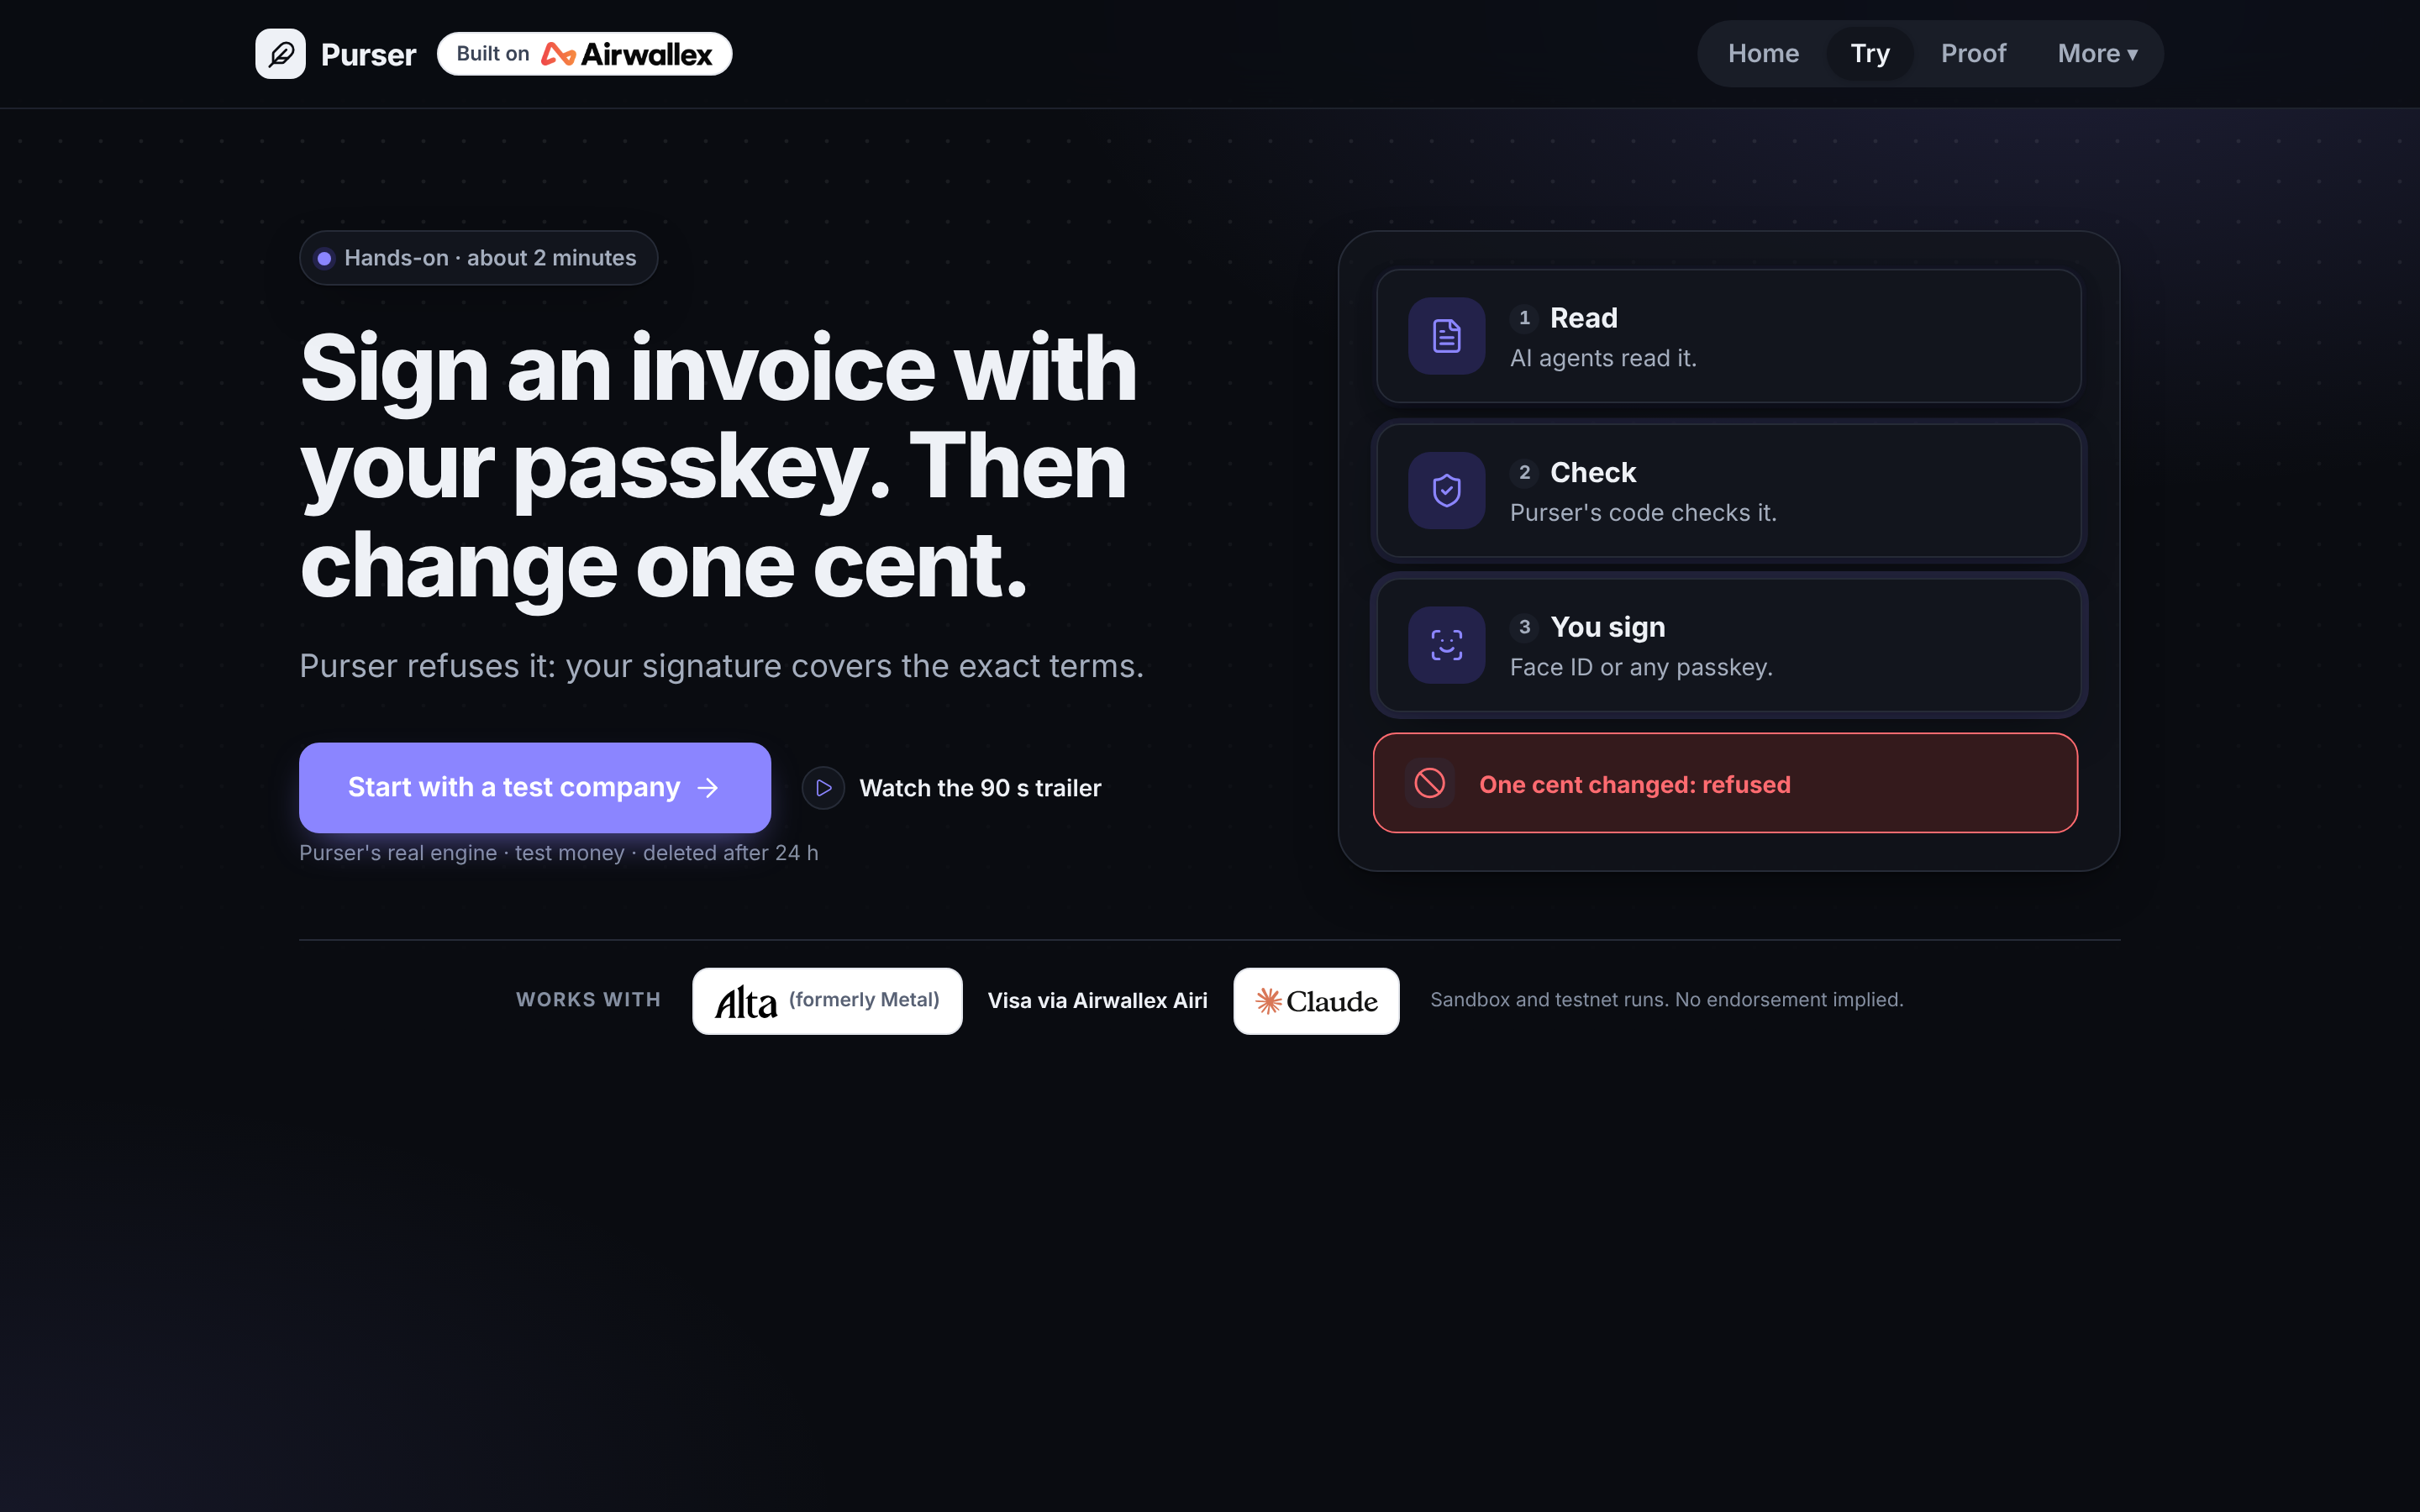 Purser
Built on Airwallex
Home
Try
Proof
More ▾
Hands-on · about 2 minutes
Sign an invoice with
your passkey. Then
change one cent.
Purser refuses it: your signature covers the exact terms.
Start with a test company →
Watch the 90 s trailer
Purser's real engine · test money · deleted after 24 h
1 Read
AI agents read it.
2 Check
Purser's code checks it.
3 You sign
Face ID or any passkey.
One cent changed: refused
WORKS WITH
Alta (formerly Metal)
Visa via Airwallex Airi
Claude
Sandbox and testnet runs. No endorsement implied.